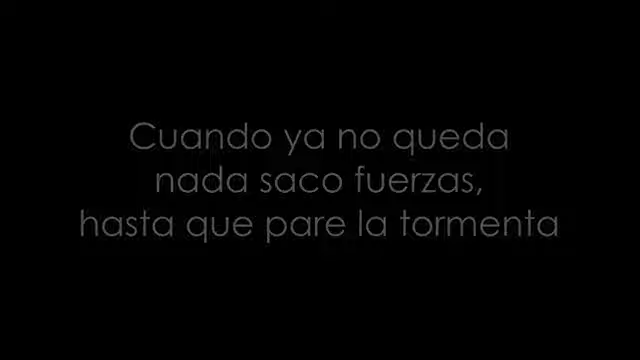 Cuando ya no queda
nada saco fuerzas,
hasta que pare la tormenta